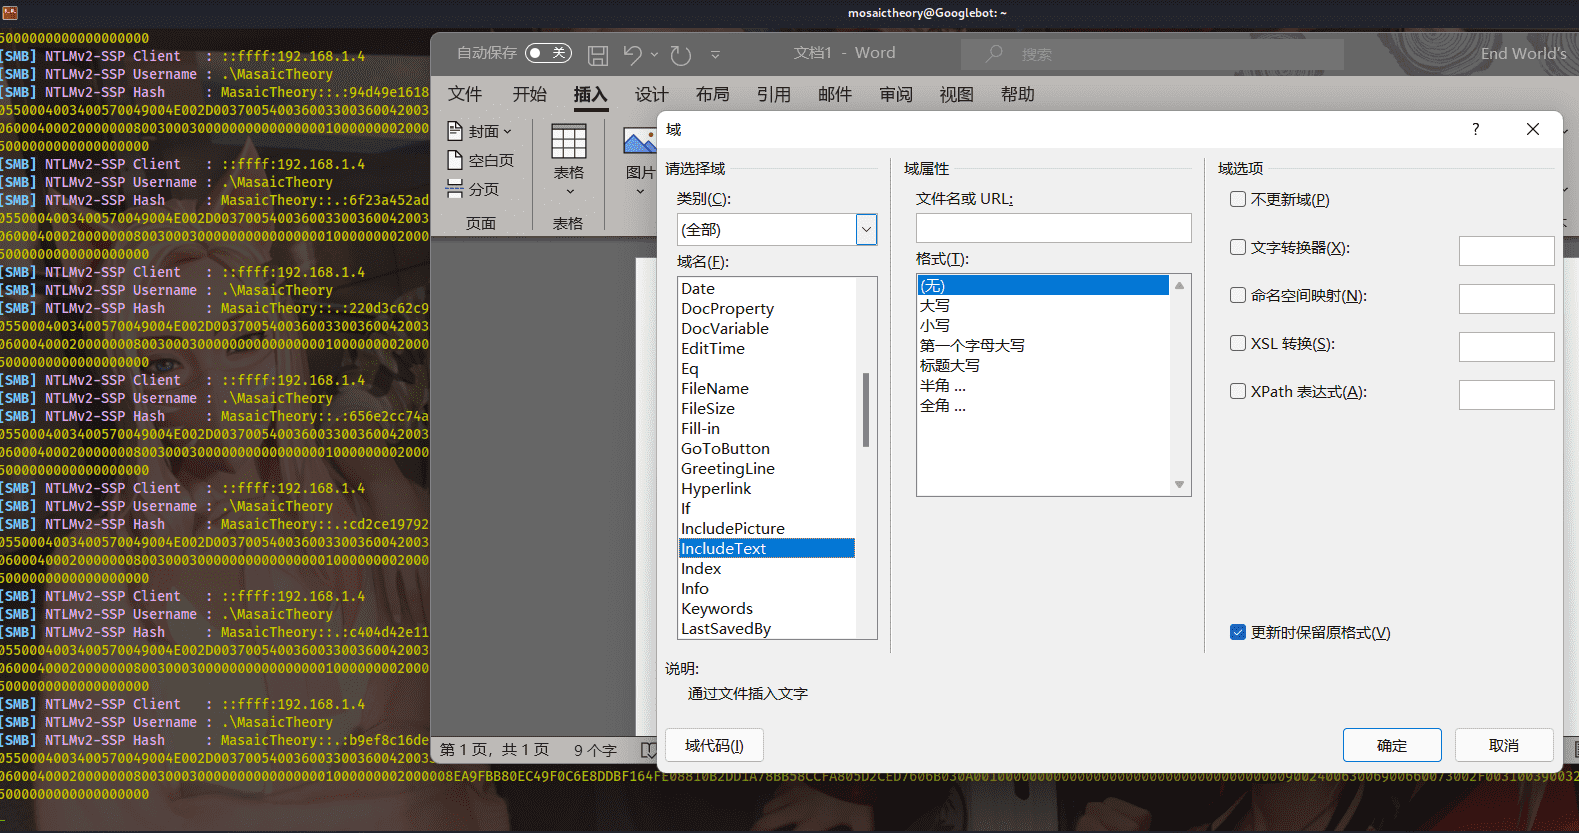 mosaictheory@Googlebot: ~
5000000000000000000
[SMB] NTLMv2-SSP Client   : ::ffff:192.168.1.4
[SMB] NTLMv2-SSP Username : .\MasaicTheory
[SMB] NTLMv2-SSP Hash     : MasaicTheory::.:94d49e1618
0550004003400570049004E002D003700540036003300360042003
060004000200000008003000300000000000000001000000002000
5000000000000000000
[SMB] NTLMv2-SSP Client   : ::ffff:192.168.1.4
[SMB] NTLMv2-SSP Username : .\MasaicTheory
[SMB] NTLMv2-SSP Hash     : MasaicTheory::.:6f23a452ad
0550004003400570049004E002D003700540036003300360042003
060004000200000008003000300000000000000001000000002000
5000000000000000000
[SMB] NTLMv2-SSP Client   : ::ffff:192.168.1.4
[SMB] NTLMv2-SSP Username : .\MasaicTheory
[SMB] NTLMv2-SSP Hash     : MasaicTheory::.:220d3c62c9
0550004003400570049004E002D003700540036003300360042003
060004000200000008003000300000000000000001000000002000
5000000000000000000
[SMB] NTLMv2-SSP Client   : ::ffff:192.168.1.4
[SMB] NTLMv2-SSP Username : .\MasaicTheory
[SMB] NTLMv2-SSP Hash     : MasaicTheory::.:656e2cc74a
0550004003400570049004E002D003700540036003300360042003
060004000200000008003000300000000000000001000000002000
5000000000000000000
[SMB] NTLMv2-SSP Client   : ::ffff:192.168.1.4
[SMB] NTLMv2-SSP Username : .\MasaicTheory
[SMB] NTLMv2-SSP Hash     : MasaicTheory::.:cd2ce19792
0550004003400570049004E002D003700540036003300360042003
060004000200000008003000300000000000000001000000002000
5000000000000000000
[SMB] NTLMv2-SSP Client   : ::ffff:192.168.1.4
[SMB] NTLMv2-SSP Username : .\MasaicTheory
[SMB] NTLMv2-SSP Hash     : MasaicTheory::.:c404d42e11
0550004003400570049004E002D003700540036003300360042003
060004000200000008003000300000000000000001000000002000
5000000000000000000
[SMB] NTLMv2-SSP Client   : ::ffff:192.168.1.4
[SMB] NTLMv2-SSP Username : .\MasaicTheory
[SMB] NTLMv2-SSP Hash     : MasaicTheory::.:b9ef8c16de
0550004003400570049004E002D003700540036003300360042003
5000000000000000000
自动保存 关 文档1 - Word 搜索 End World's
文件 开始 插入 设计 布局 引用 邮件 审阅 视图 帮助
封面
空白页
分页
页面
表格
表格
图片
域 ?
请选择域
类别(C):
(全部)
域名(F):
Date
DocProperty
DocVariable
EditTime
Eq
FileName
FileSize
Fill-in
GoToButton
GreetingLine
Hyperlink
If
IncludePicture
IncludeText
Index
Info
Keywords
LastSavedBy
说明:
通过文件插入文字
域代码(I)
域属性
文件名或 URL:
格式(T):
(无)
大写
小写
第一个字母大写
标题大写
半角 ...
全角 ...
域选项
不更新域(P)
文字转换器(X):
命名空间映射(N):
XSL 转换(S):
XPath 表达式(A):
更新时保留原格式(V)
确定
取消
第 1 页，共 1 页 9 个字